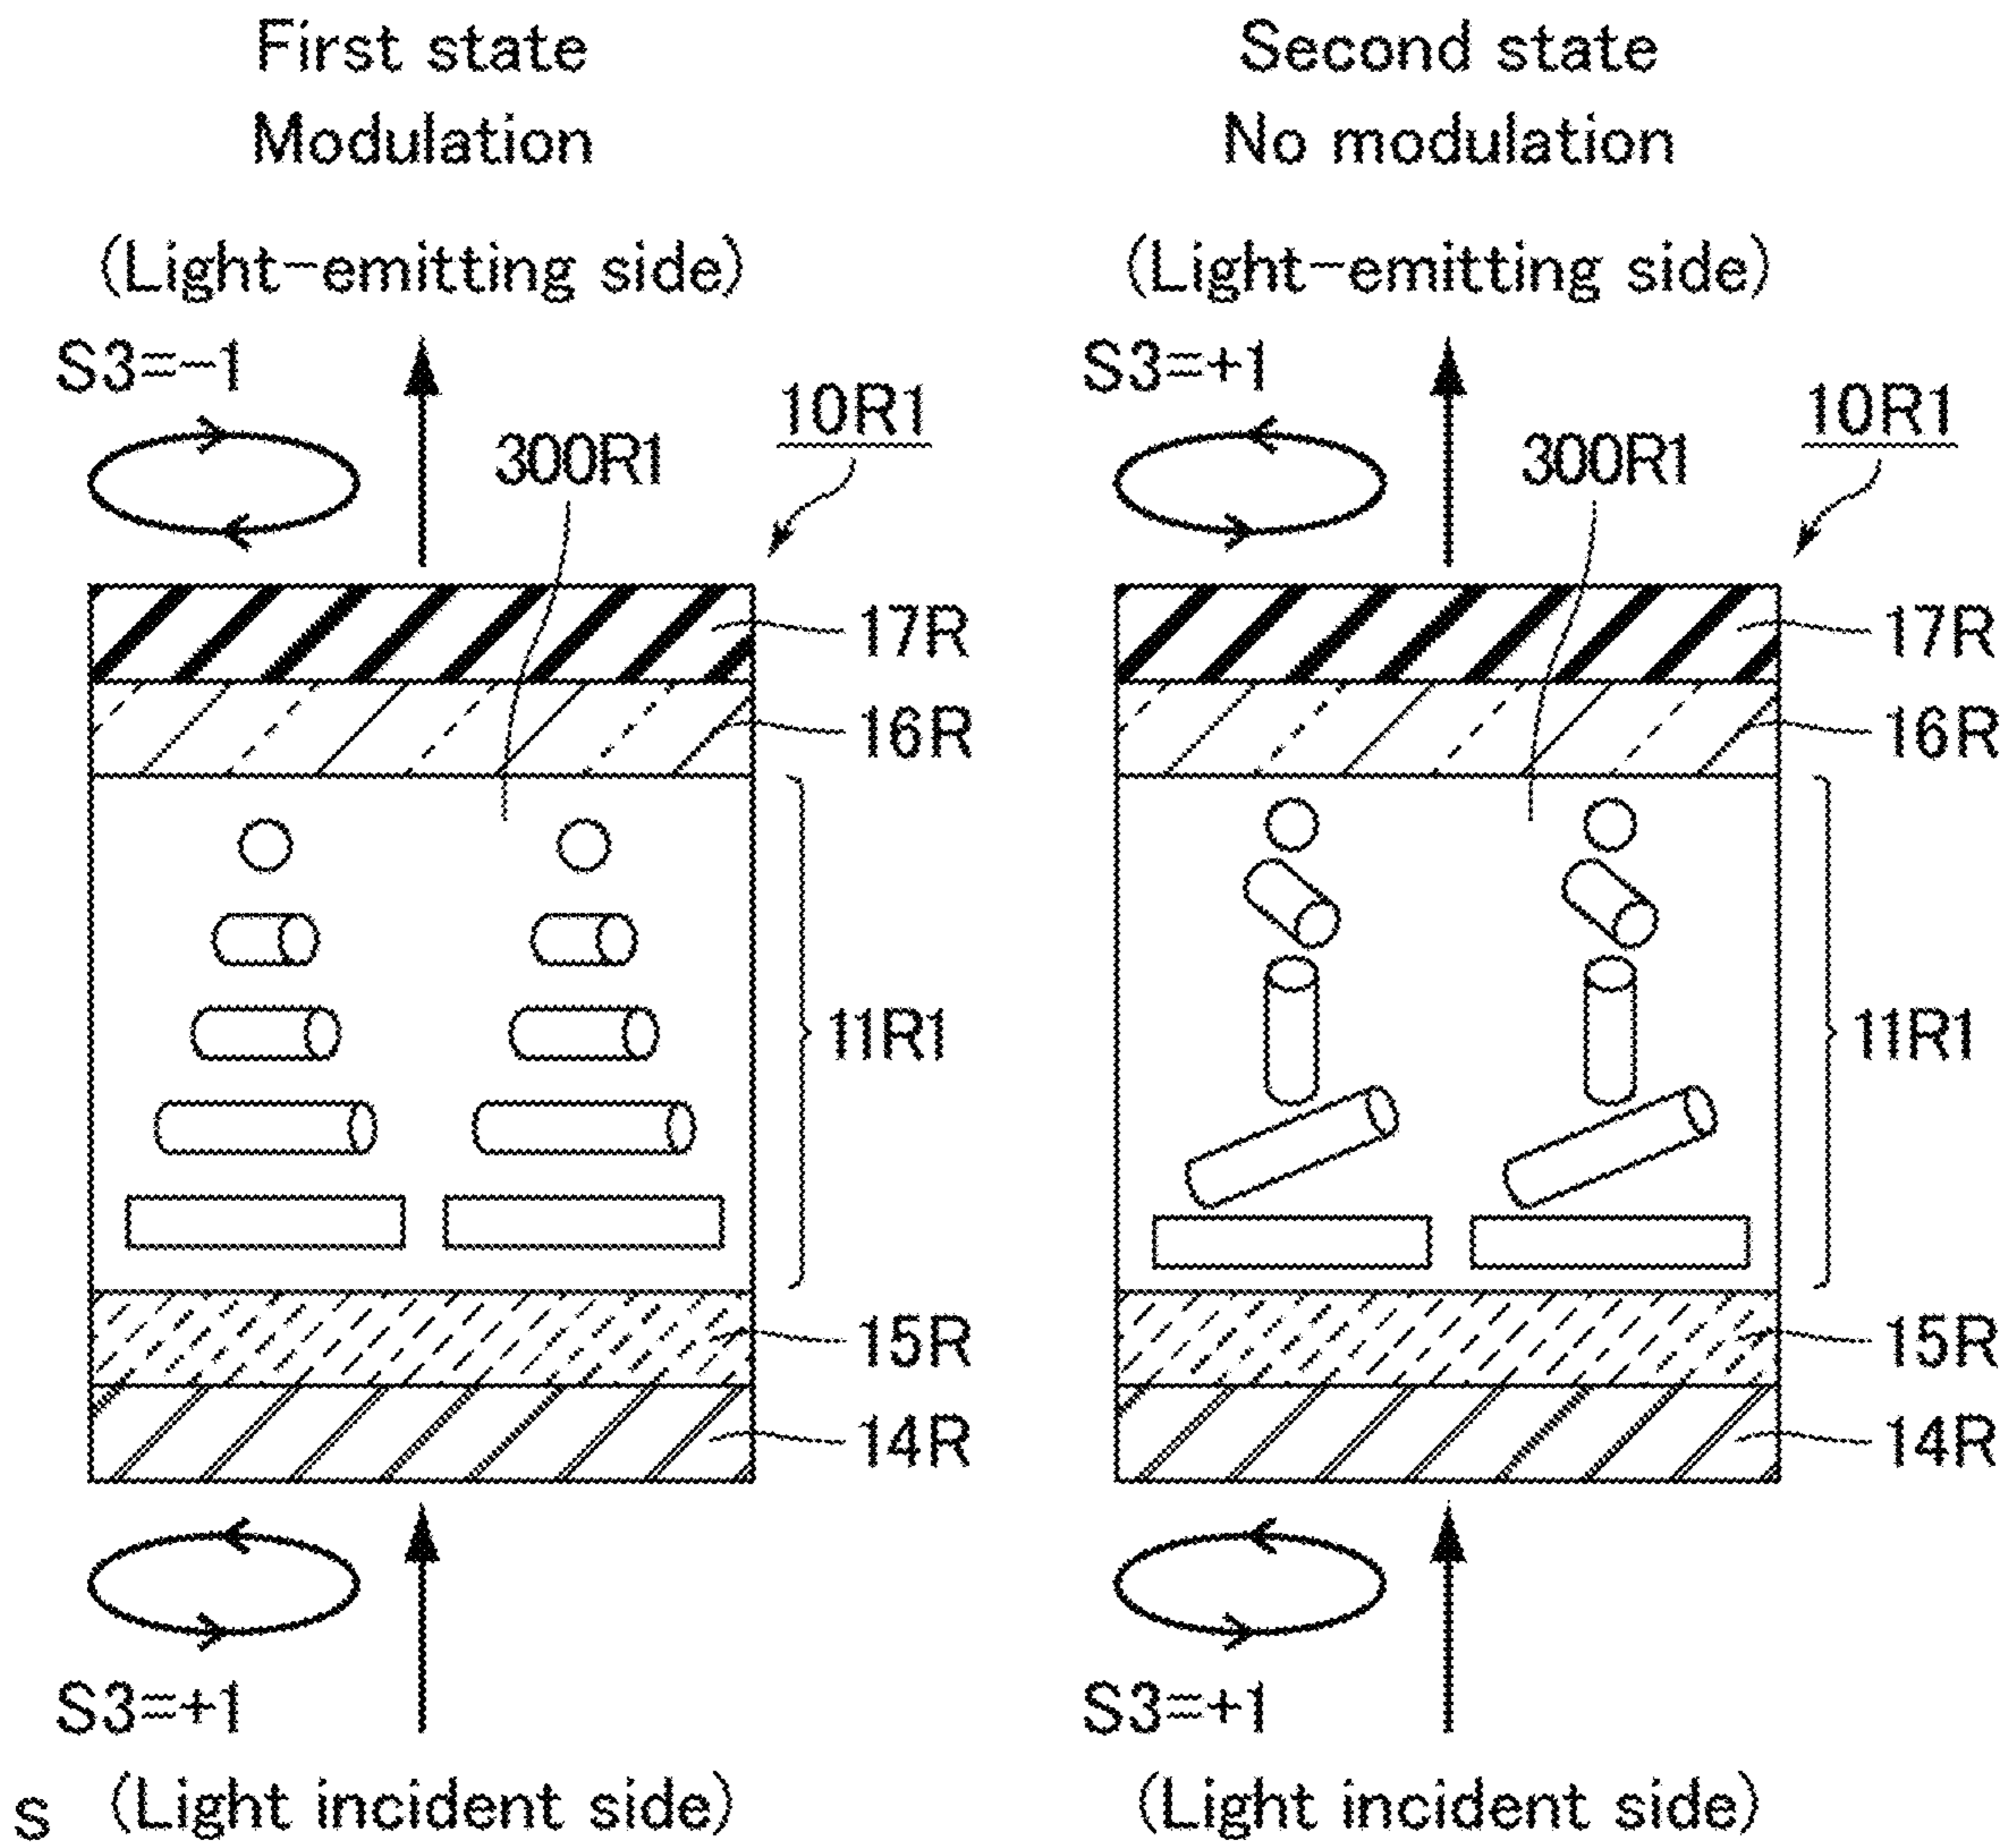 First state
Modulation
(Light-emitting side)
S3=-1
300R1
10R1
17R
16R
11R1
15R
14R
S3=+1
(Light incident side)
S
Second state
No modulation
(Light-emitting side)
S3=+1
300R1
10R1
17R
16R
11R1
15R
14R
S3=+1
(Light incident side)